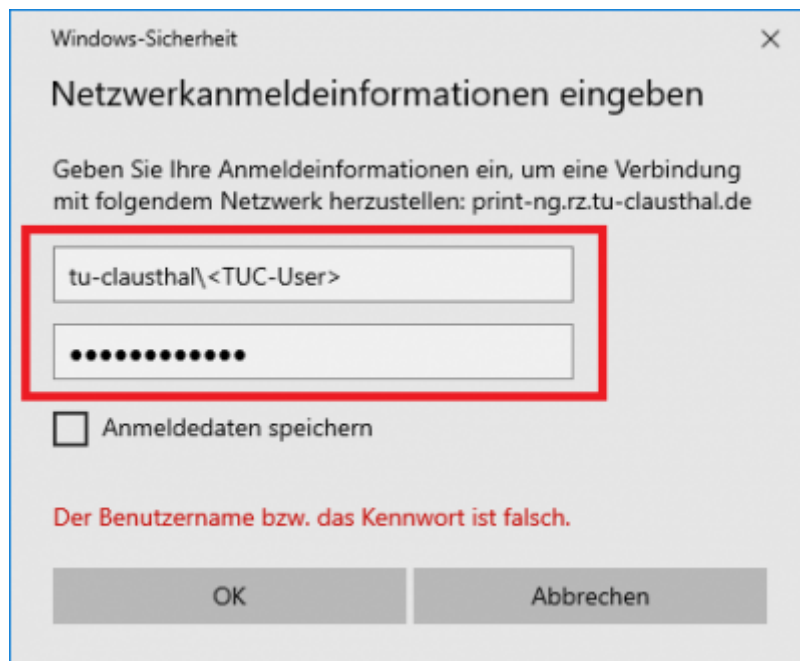 Windows-Sicherheit
Netzwerkanmeldeinformationen eingeben
Geben Sie Ihre Anmeldeinformationen ein, um eine Verbindung
mit folgendem Netzwerk herzustellen: print-ng.rz.tu-clausthal.de
tu-clausthal\<TUC-User>
●●●●●●●●●●●●
Anmeldedaten speichern
Der Benutzername bzw. das Kennwort ist falsch.
OK
Abbrechen